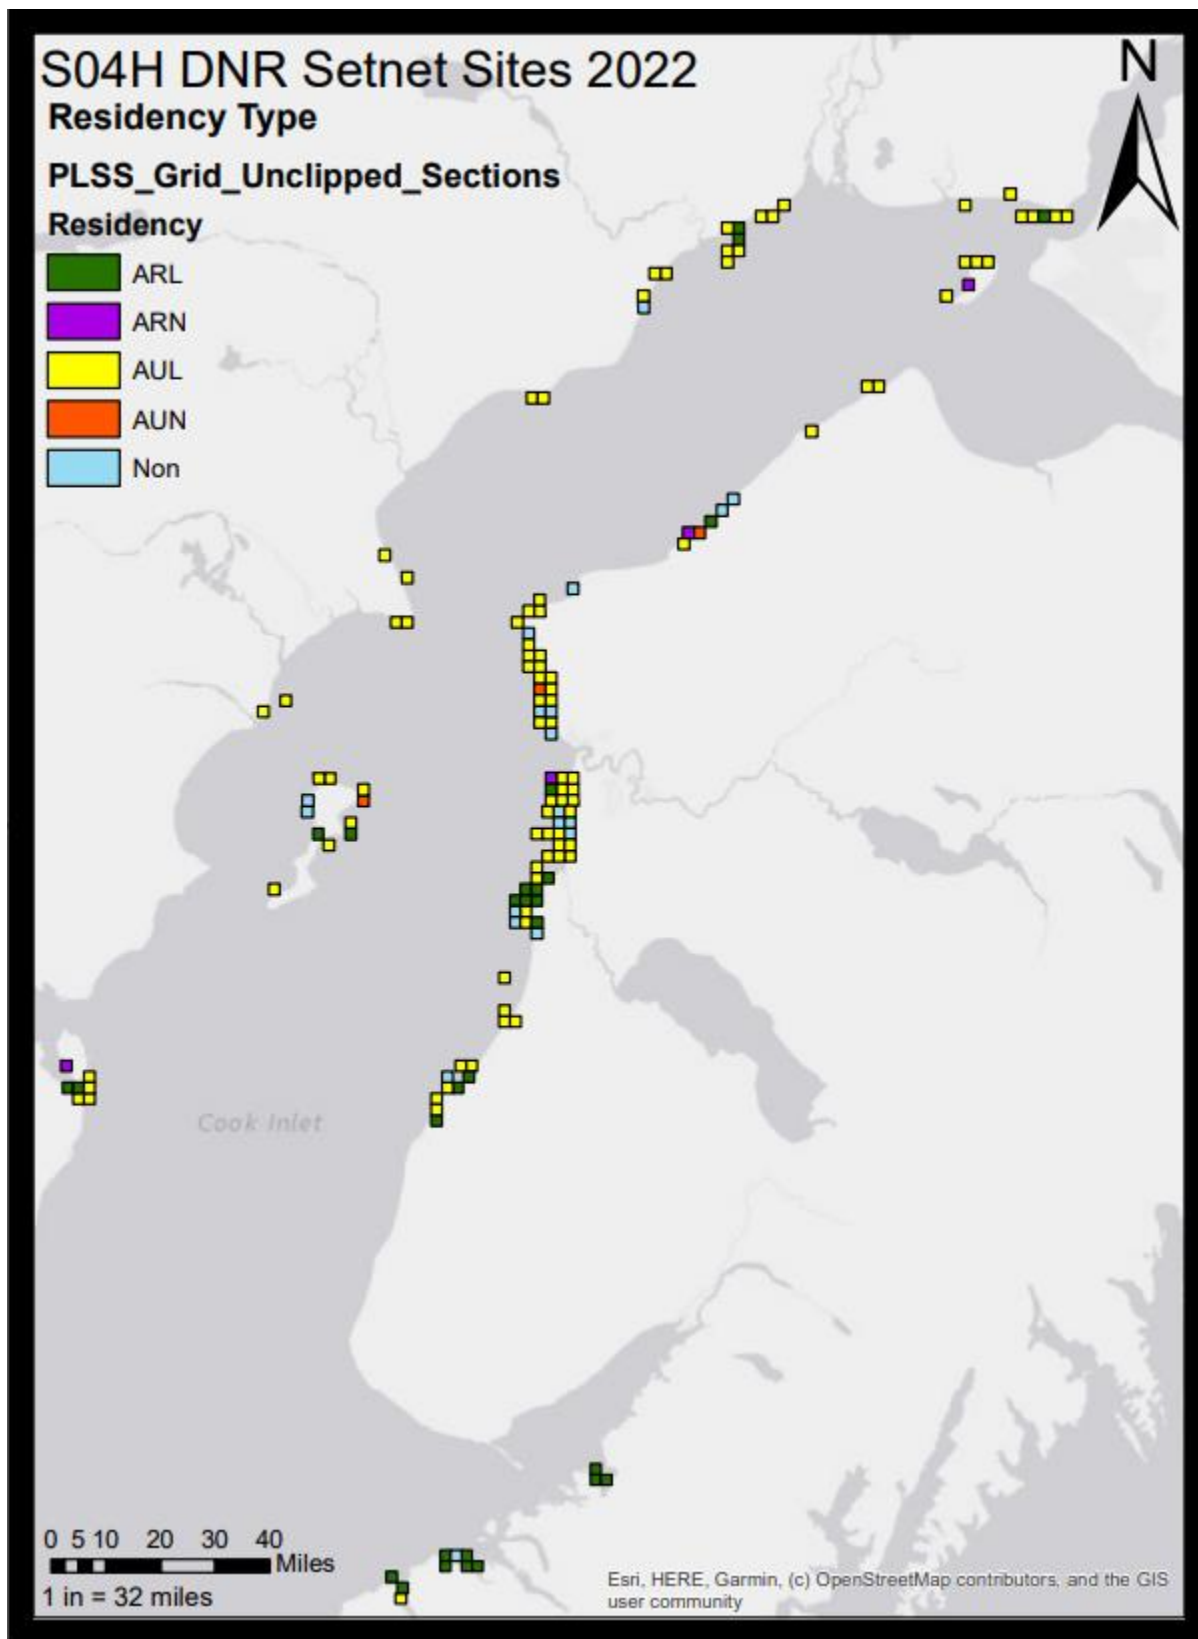 S04H DNR Setnet Sites 2022
N
Residency Type
PLSS_Grid_Unclipped_Sections
Residency
ARL
ARN
AUL
AUN
Non
Cook Inlet
0 5 10 20 30 40
Miles
1 in = 32 miles
Esri, HERE, Garmin, (c) OpenStreetMap contributors, and the GIS
user community